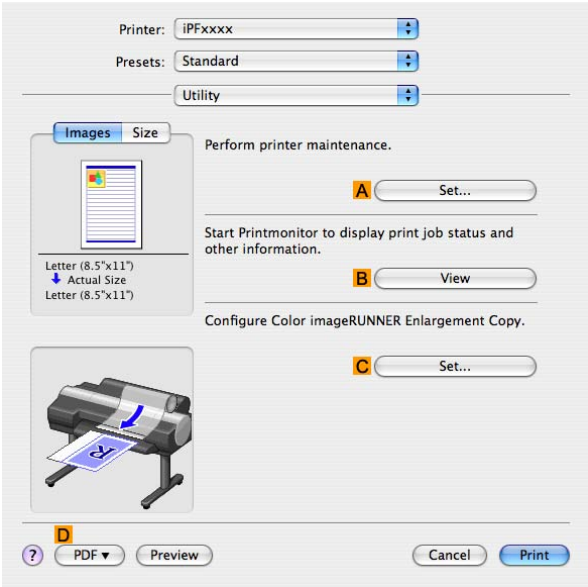 Printer: iPFxxxx
Presets: Standard
Utility
Images Size
Letter (8.5"x11")
Actual Size
Letter (8.5"x11")
Perform printer maintenance.
A Set...
Start Printmonitor to display print job status and
other information.
B View
Configure Color imageRUNNER Enlargement Copy.
C Set...
R
D
? PDF ▼ Preview Cancel Print